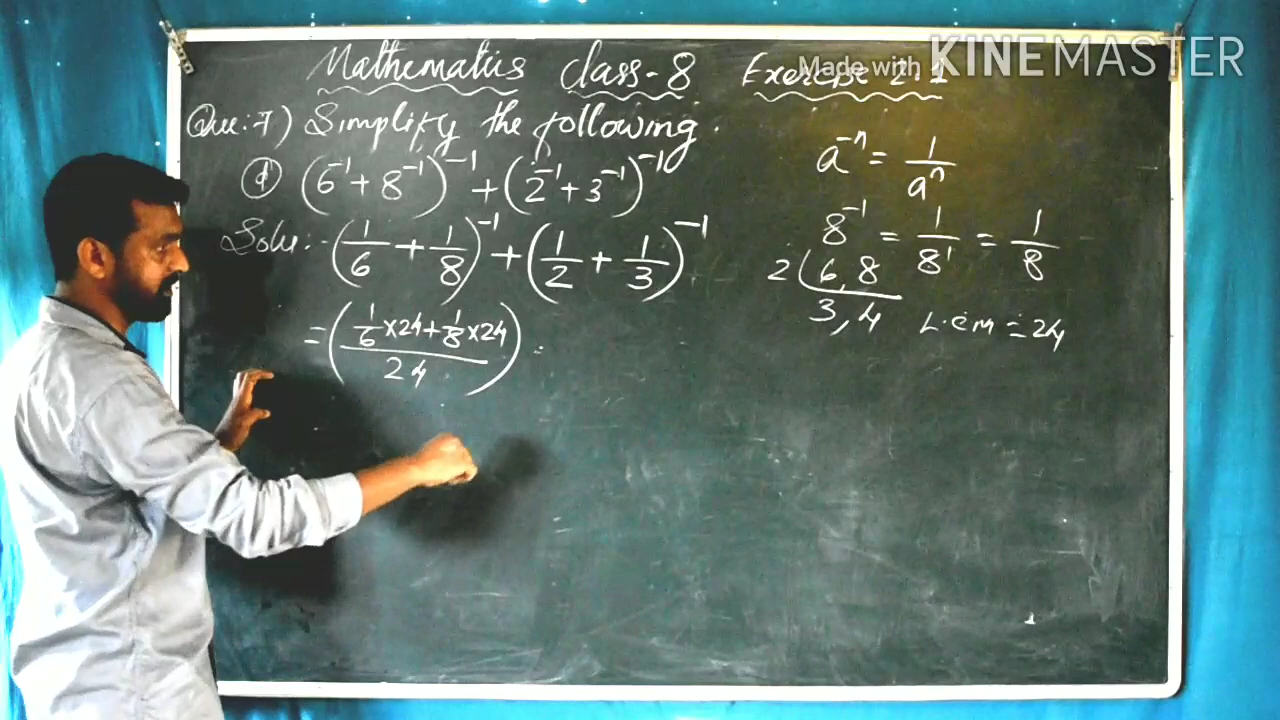 Mathematics Class-8 Exercise 2.1
Made with KINEMASTER
Que:-7) Simplify the following.
① (6⁻¹ + 8⁻¹)⁻¹ + (2⁻¹ + 3⁻¹)⁻¹
Solu:- (1/6 + 1/8)⁻¹ + (1/2 + 1/3)⁻¹
= ((1/6 ×24 + 1/8 ×24)/24) =
a⁻ⁿ = 1/aⁿ
8⁻¹ = 1/8¹ = 1/8
2 ( 6, 8
3, 4 L.C.M = 24